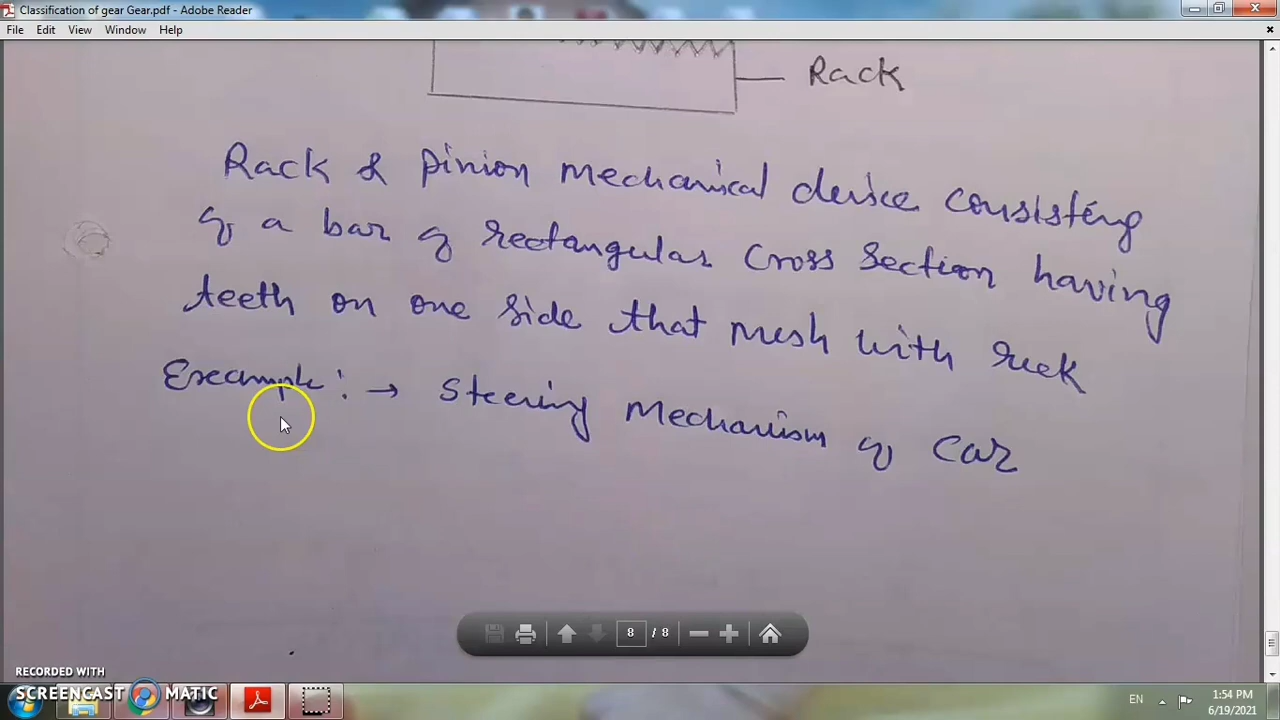 Classification of gear Gear.pdf - Adobe Reader
File Edit View Window Help
Rack
Rack & pinion mechanical device consisting
of a bar of rectangular cross section having
teeth on one side that mesh with reek
Example :→ Steering mechanism of car
8 / 8
RECORDED WITH
SCREENCAST MATIC
EN
1:54 PM
6/19/2021